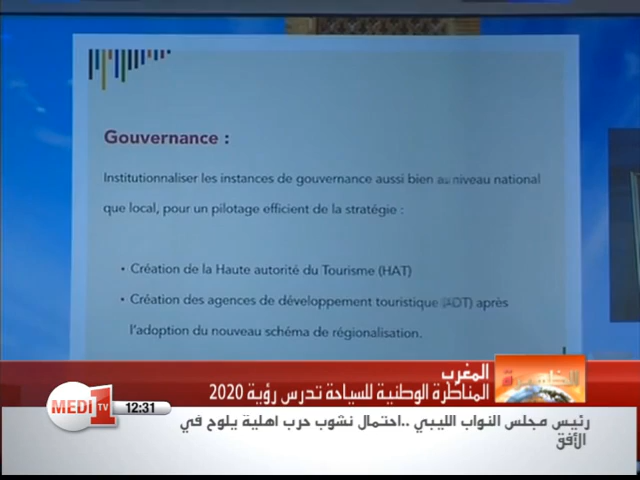 Gouvernance :
Institutionnaliser les instances de gouvernance aussi bien au niveau national
que local, pour un pilotage efficient de la stratégie :
• Création de la Haute autorité du Tourisme (HAT)
• Création des agences de développement touristique (ADT) après
l'adoption du nouveau schéma de régionalisation.
المغرب
المناظرة الوطنية للسياحة تدرس رؤية 2020
MEDI 1 TV
12:31
رئيس مجلس النواب الليبي ..احتمال نشوب حرب اهلية يلوح في
الأفق